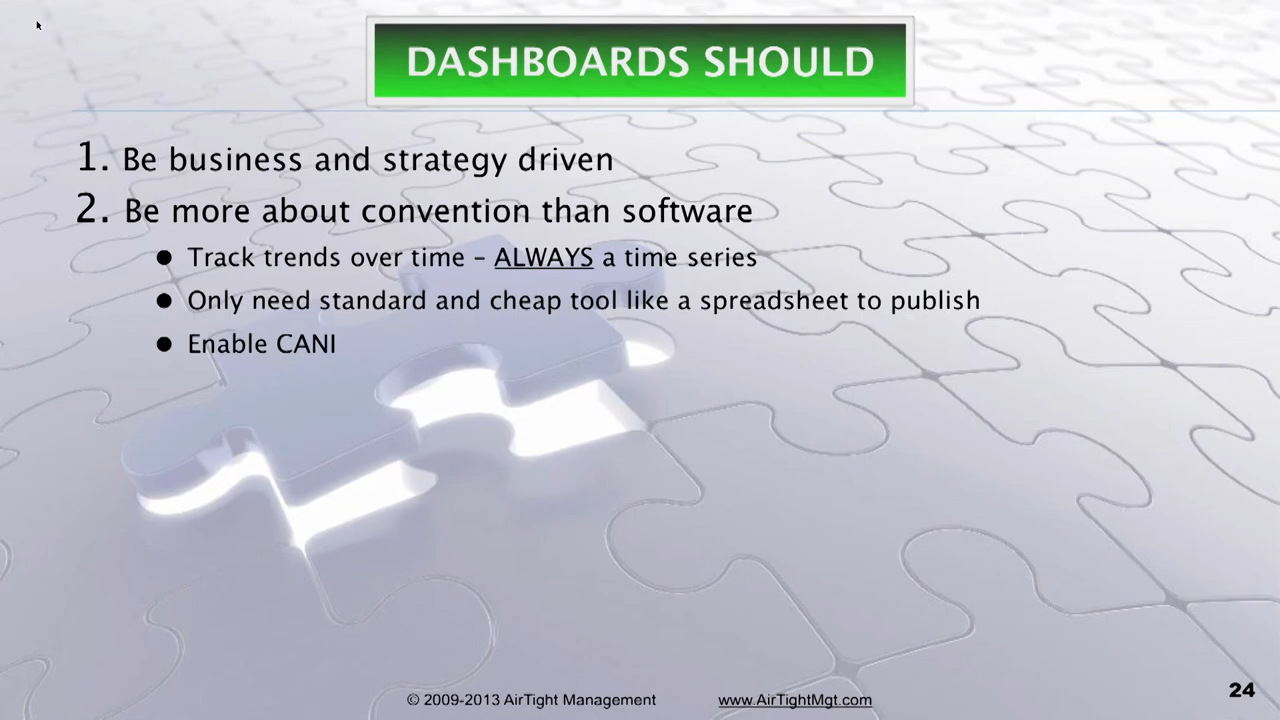 DASHBOARDS SHOULD
1. Be business and strategy driven
2. Be more about convention than software
● Track trends over time – ALWAYS a time series
● Only need standard and cheap tool like a spreadsheet to publish
● Enable CANI
© 2009-2013 AirTight Management www.AirTightMgt.com
24